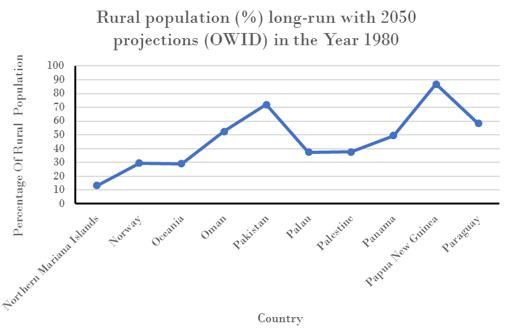 Rural population (%) long-run with 2050
projections (OWID) in the Year 1980
Percentage Of Rural Population
100
90
80
70
60
50
40
30
20
10
0
Northern Mariana Islands
Norway
Oceania
Oman
Pakistan
Palau
Palestine
Panama
Papua New Guinea
Paraguay
Country